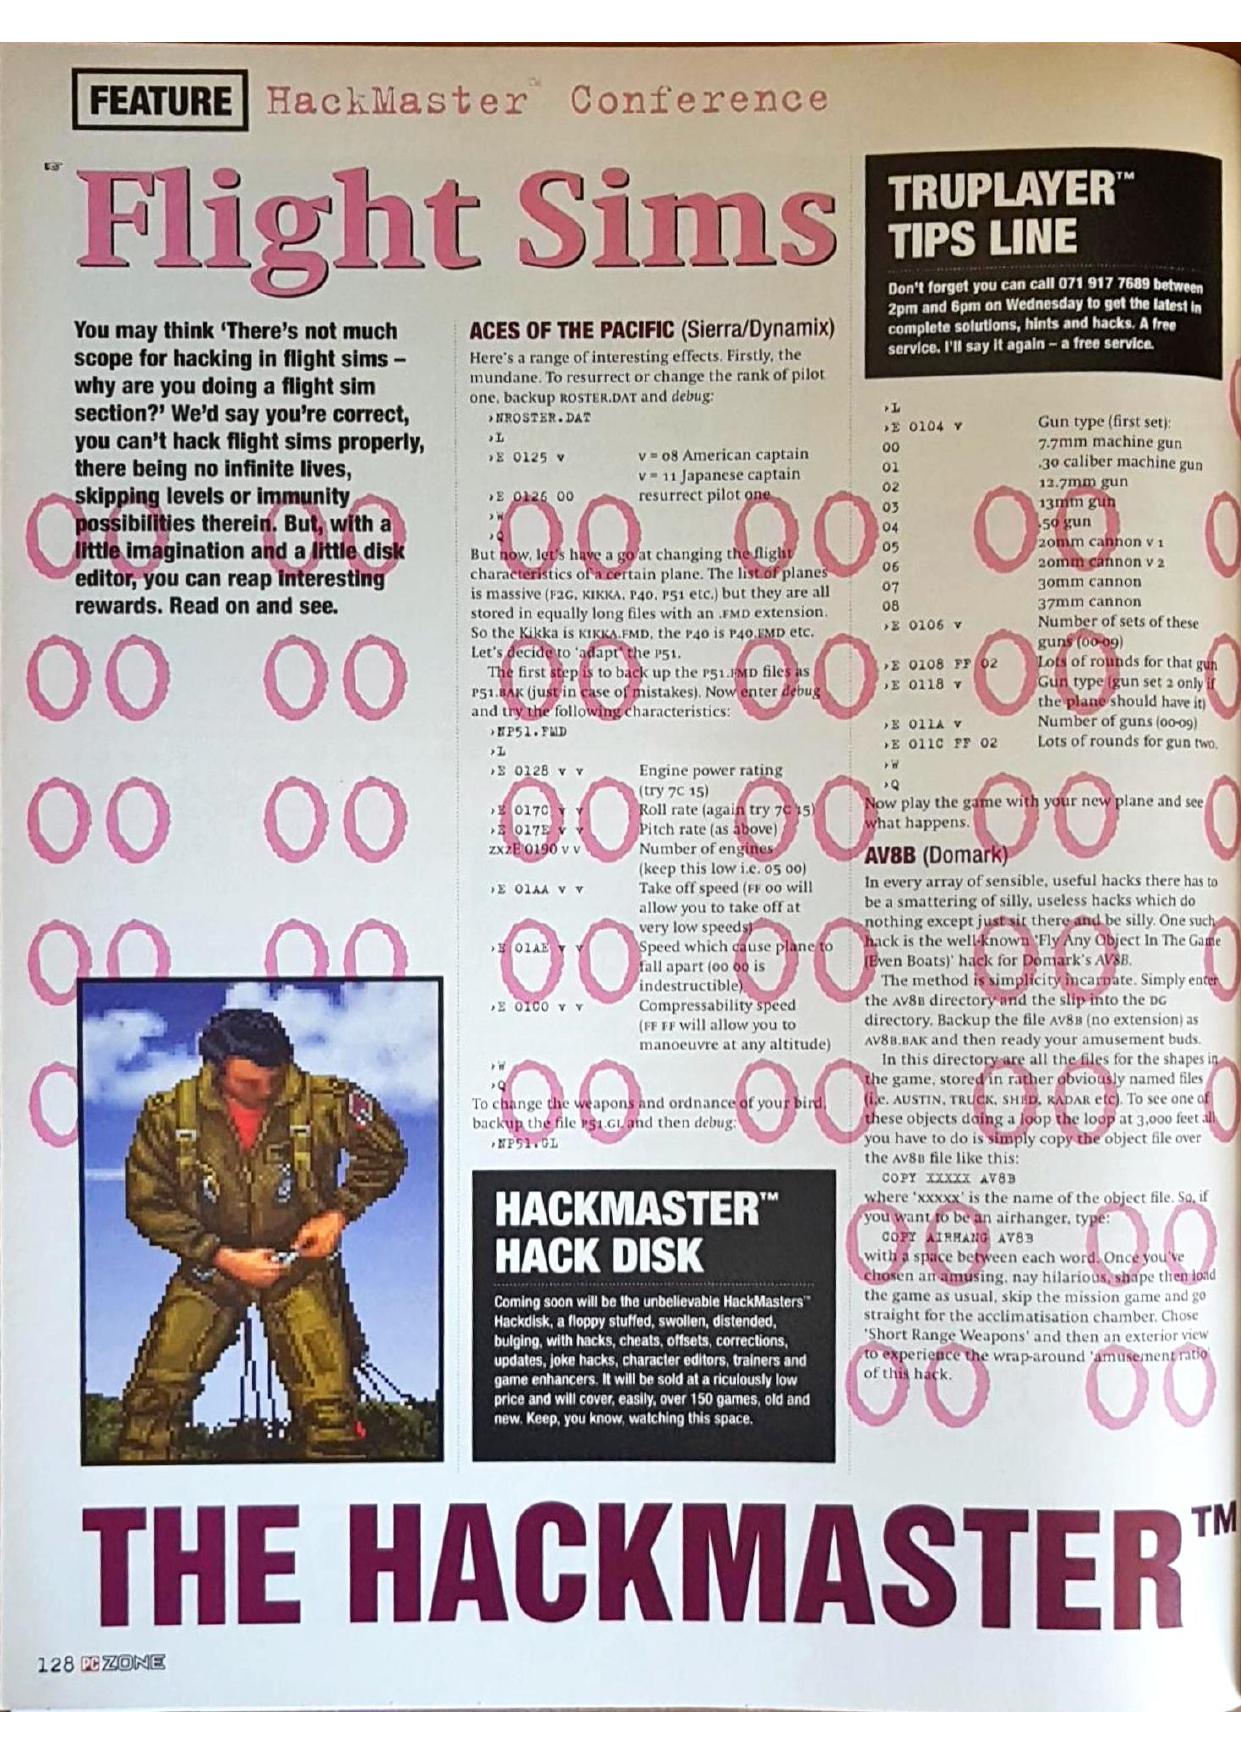 FEATURE HackMaster™ Conference
Flight Sims
You may think ‘There’s not much
scope for hacking in flight sims –
why are you doing a flight sim
section?’ We’d say you’re correct,
you can’t hack flight sims properly,
there being no infinite lives,
skipping levels or immunity
possibilities therein. But, with a
little imagination and a little disk
editor, you can reap interesting
rewards. Read on and see.
ACES OF THE PACIFIC (Sierra/Dynamix)
Here's a range of interesting effects. Firstly, the
mundane. To resurrect or change the rank of pilot
one, backup ROSTER.DAT and debug:
>NROSTER.DAT
>L
>E 0125 v v = 08 American captain
v = 11 Japanese captain
>E 0126 00 resurrect pilot one
>W
>Q
But now, let's have a go at changing the flight
characteristics of a certain plane. The list of planes
is massive (F2G, KIKKA, P40, P51 etc.) but they are all
stored in equally long files with an .FMD extension.
So the Kikka is KIKKA.FMD, the P40 is P40.FMD etc.
Let's decide to 'adapt' the P51.
The first step is to back up the P51.FMD files as
P51.BAK (just in case of mistakes). Now enter debug
and try the following characteristics:
>NP51.FMD
>L
>E 0128 v v Engine power rating
(try 7C 15)
>E 017C v v Roll rate (again try 7C 15)
>E 017E v v Pitch rate (as above)
zxzE 0190 v v Number of engines
(keep this low i.e. 05 00)
>E 01AA v v Take off speed (FF 00 will
allow you to take off at
very low speeds)
>E 01AE v v Speed which cause plane to
fall apart (00 00 is
indestructible)
>E 01C0 v v Compressability speed
(FF FF will allow you to
manoeuvre at any altitude)
>W
>Q
To change the weapons and ordnance of your bird,
backup the file P51.GL and then debug:
>NP51.GL
HACKMASTER™
HACK DISK
Coming soon will be the unbelievable HackMasters™
Hackdisk, a floppy stuffed, swollen, distended,
bulging, with hacks, cheats, offsets, corrections,
updates, joke hacks, character editors, trainers and
game enhancers. It will be sold at a riculously low
price and will cover, easily, over 150 games, old and
new. Keep, you know, watching this space.
TRUPLAYER™
TIPS LINE
Don't forget you can call 071 917 7689 between
2pm and 6pm on Wednesday to get the latest in
complete solutions, hints and hacks. A free
service. I'll say it again – a free service.
>L
>E 0104 v Gun type (first set):
00 7.7mm machine gun
01 .30 caliber machine gun
02 12.7mm gun
03 13mm gun
04 .50 gun
05 20mm cannon v 1
06 20mm cannon v 2
07 30mm cannon
08 37mm cannon
>E 0106 v Number of sets of these
guns (00-09)
>E 0108 FF 02 Lots of rounds for that gun
>E 0118 v Gun type (gun set 2 only if
the plane should have it)
>E 011A v Number of guns (00-09)
>E 011C FF 02 Lots of rounds for gun two.
>W
>Q
Now play the game with your new plane and see
what happens.
AV8B (Domark)
In every array of sensible, useful hacks there has to
be a smattering of silly, useless hacks which do
nothing except just sit there and be silly. One such
hack is the well-known 'Fly Any Object In The Game
(Even Boats)' hack for Domark's AV8B.
The method is simplicity incarnate. Simply enter
the AV8B directory and the slip into the DG
directory. Backup the file AV8B (no extension) as
AV8B.BAK and then ready your amusement buds.
In this directory are all the files for the shapes in
the game, stored in rather obviously named files
(i.e. AUSTIN, TRUCK, SHED, RADAR etc). To see one of
these objects doing a loop the loop at 3,000 feet all
you have to do is simply copy the object file over
the AV8B file like this:
COPY XXXXX AV8B
where 'xxxxx' is the name of the object file. So, if
you want to be an airhanger, type:
COPY AIRHANG AV8B
with a space between each word. Once you've
chosen an amusing, nay hilarious, shape then load
the game as usual, skip the mission game and go
straight for the acclimatisation chamber. Chose
'Short Range Weapons' and then an exterior view
to experience the wrap-around 'amusement ratio'
of this hack.
THE HACKMASTER™
128 PC ZONE